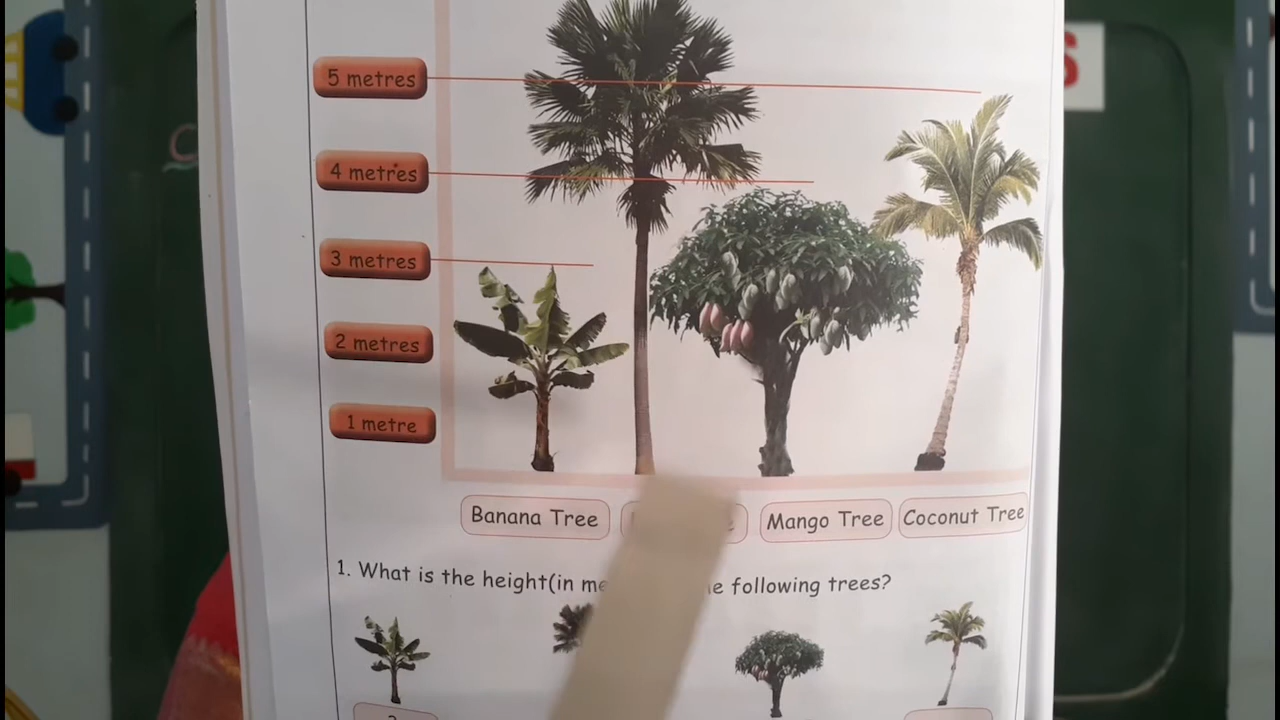 5 metres
4 metres
3 metres
2 metres
1 metre
Banana Tree
Mango Tree
Coconut Tree
1. What is the height(in me
e following trees?